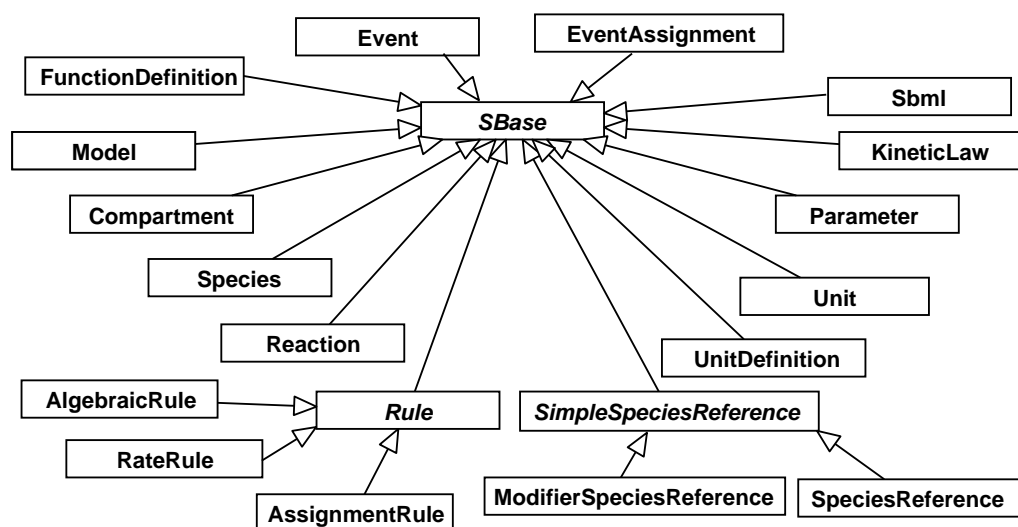 Event
EventAssignment
FunctionDefinition
Sbml
SBase
Model
KineticLaw
Compartment
Parameter
Species
Unit
Reaction
UnitDefinition
AlgebraicRule
Rule
SimpleSpeciesReference
RateRule
ModifierSpeciesReference
SpeciesReference
AssignmentRule